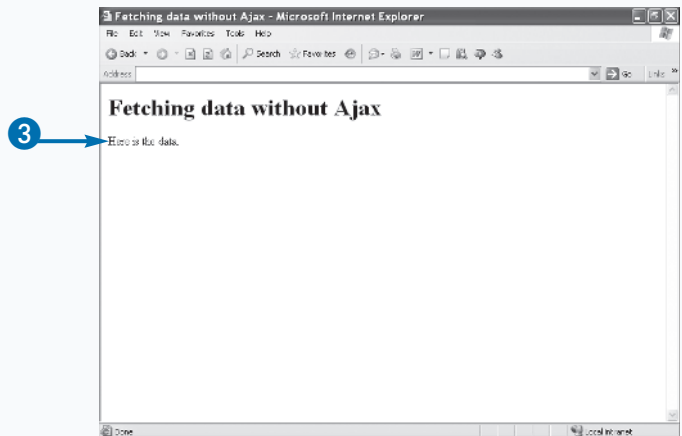 Fetching data without Ajax - Microsoft Internet Explorer
File Edit View Favorites Tools Help
Back Search Favorites
Address Go Links »
Fetching data without Ajax
3
Here is the data.
Done Local intranet